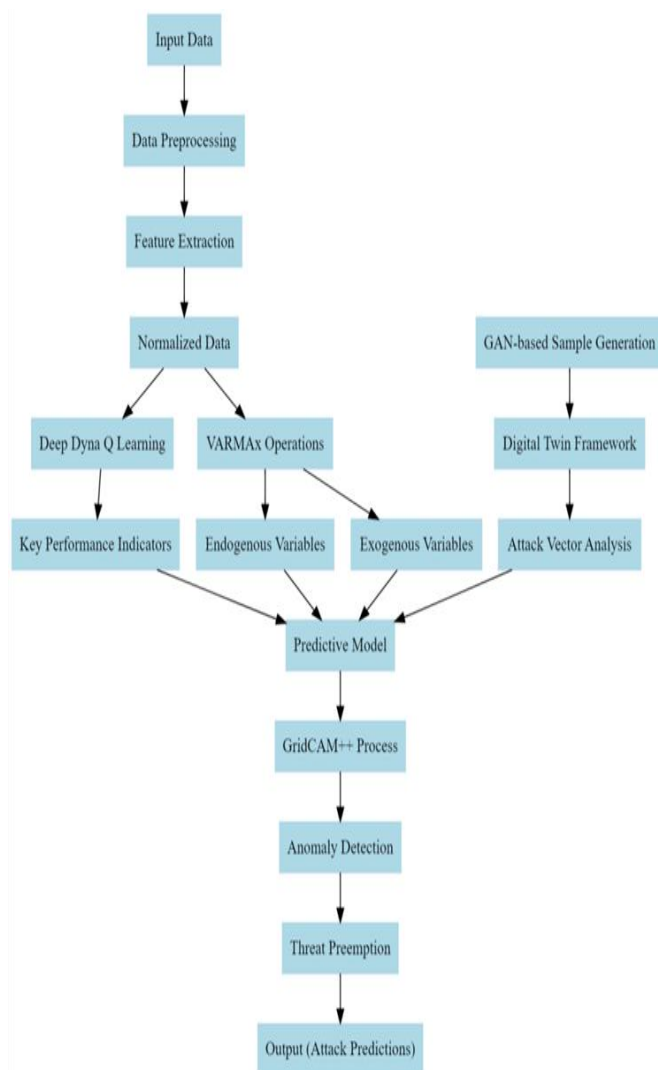 Input Data
Data Preprocessing
Feature Extraction
Normalized Data
GAN-based Sample Generation
Deep Dyna Q Learning
VARMAx Operations
Digital Twin Framework
Key Performance Indicators
Endogenous Variables
Exogenous Variables
Attack Vector Analysis
Predictive Model
GridCAM++ Process
Anomaly Detection
Threat Preemption
Output (Attack Predictions)